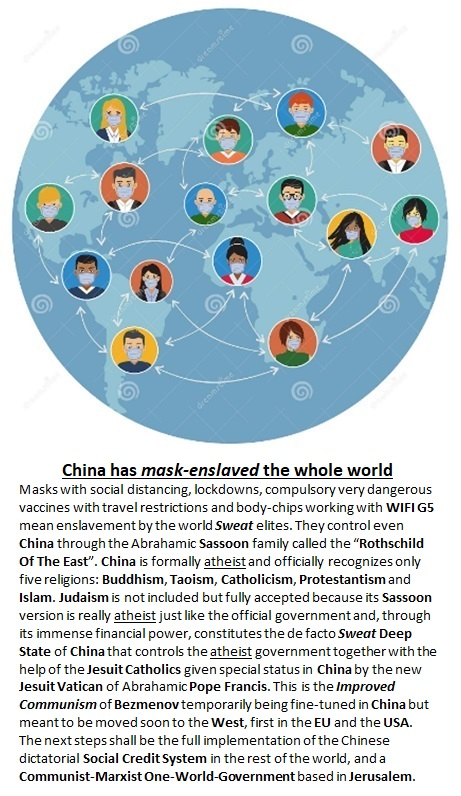 dreamstime
China has mask-enslaved the whole world
Masks with social distancing, lockdowns, compulsory very dangerous
vaccines with travel restrictions and body-chips working with WIFI G5
mean enslavement by the world Sweat elites. They control even
China through the Abrahamic Sassoon family called the “Rothschild
Of The East”. China is formally atheist and officially recognizes only
five religions: Buddhism, Taoism, Catholicism, Protestantism and
Islam. Judaism is not included but fully accepted because its Sassoon
version is really atheist just like the official government and, through
its immense financial power, constitutes the de facto Sweat Deep
State of China that controls the atheist government together with the
help of the Jesuit Catholics given special status in China by the new
Jesuit Vatican of Abrahamic Pope Francis. This is the Improved
Communism of Bezmenov temporarily being fine-tuned in China but
meant to be moved soon to the West, first in the EU and the USA.
The next steps shall be the full implementation of the Chinese
dictatorial Social Credit System in the rest of the world, and a
Communist-Marxist One-World-Government based in Jerusalem.